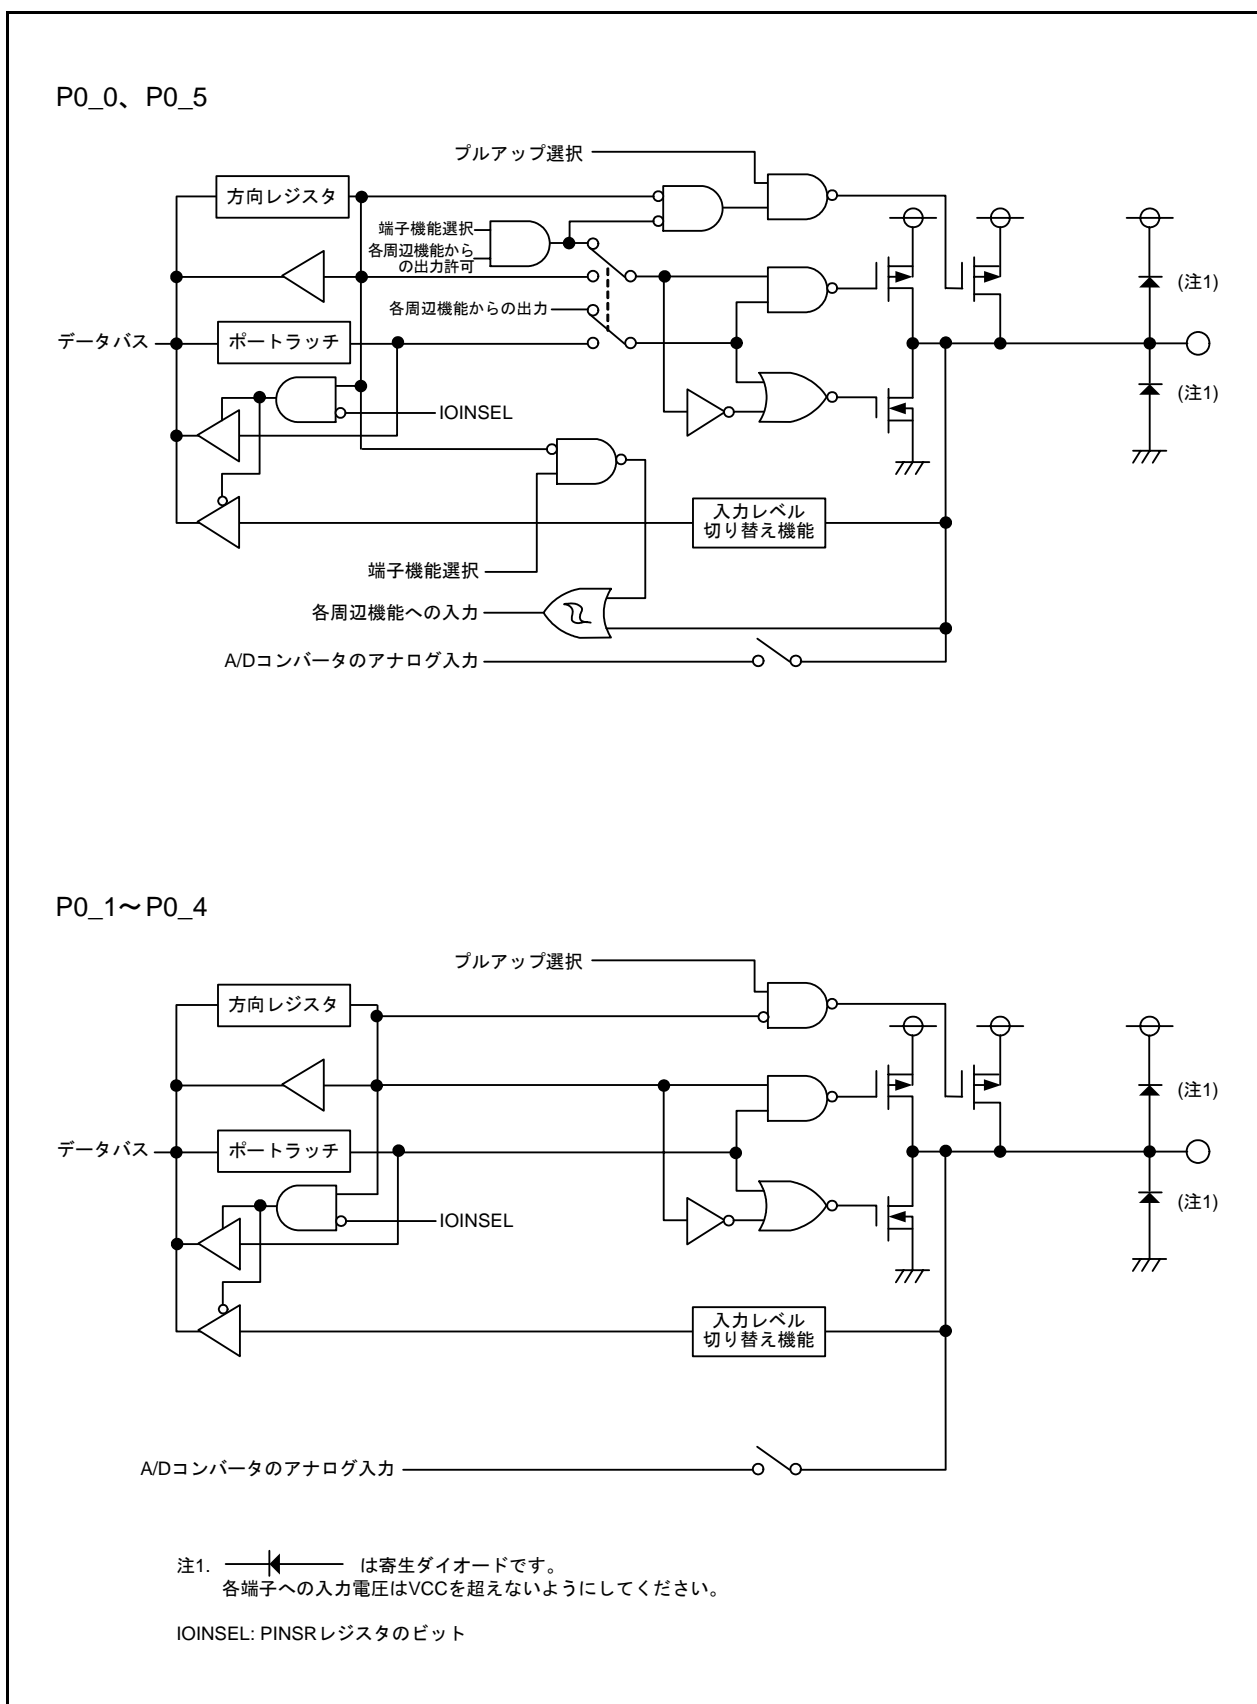 P0_0、P0_5
プルアップ選択
方向レジスタ
端子機能選択
各周辺機能から
の出力許可
(注1)
各周辺機能からの出力
データバス
ポートラッチ
(注1)
IOINSEL
入力レベル
切り替え機能
端子機能選択
各周辺機能への入力
A/Dコンバータのアナログ入力
P0_1～P0_4
プルアップ選択
方向レジスタ
(注1)
データバス
ポートラッチ
(注1)
IOINSEL
入力レベル
切り替え機能
A/Dコンバータのアナログ入力
注1. は寄生ダイオードです。
各端子への入力電圧はVCCを超えないようにしてください。
IOINSEL: PINSRレジスタのビット